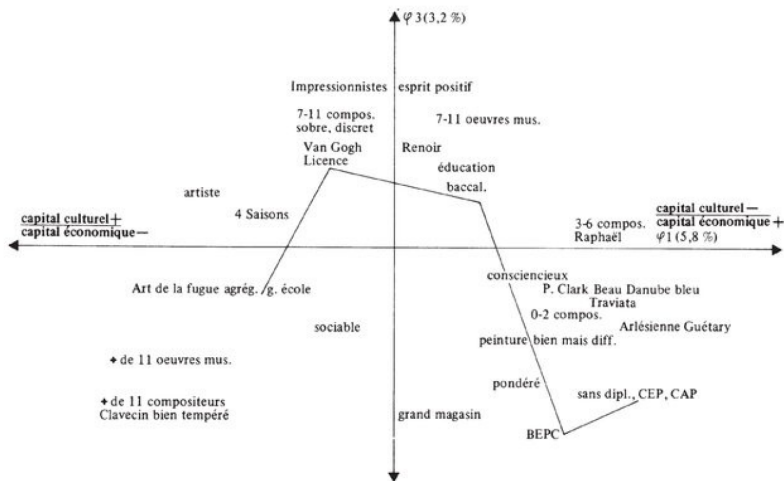 φ 3(3,2 %)
Impressionnistes esprit positif
7-11 compos.
sobre, discret
7-11 oeuvres mus.
Van Gogh
Licence
Renoir
éducation
baccal.
artiste
4 Saisons
capital culturel+
capital économique—
3-6 compos.
Raphaël
capital culturel —
capital économique +
φ1(5,8 %)
Art de la fugue agrég. / g. école
consciencieux
P. Clark Beau Danube bleu
Traviata
0-2 compos.
sociable
Arlésienne Guétary
peinture bien mais diff.
+ de 11 oeuvres mus.
pondéré
+ de 11 compositeurs
Clavecin bien tempéré
sans dipl., CEP, CAP
grand magasin
BEPC